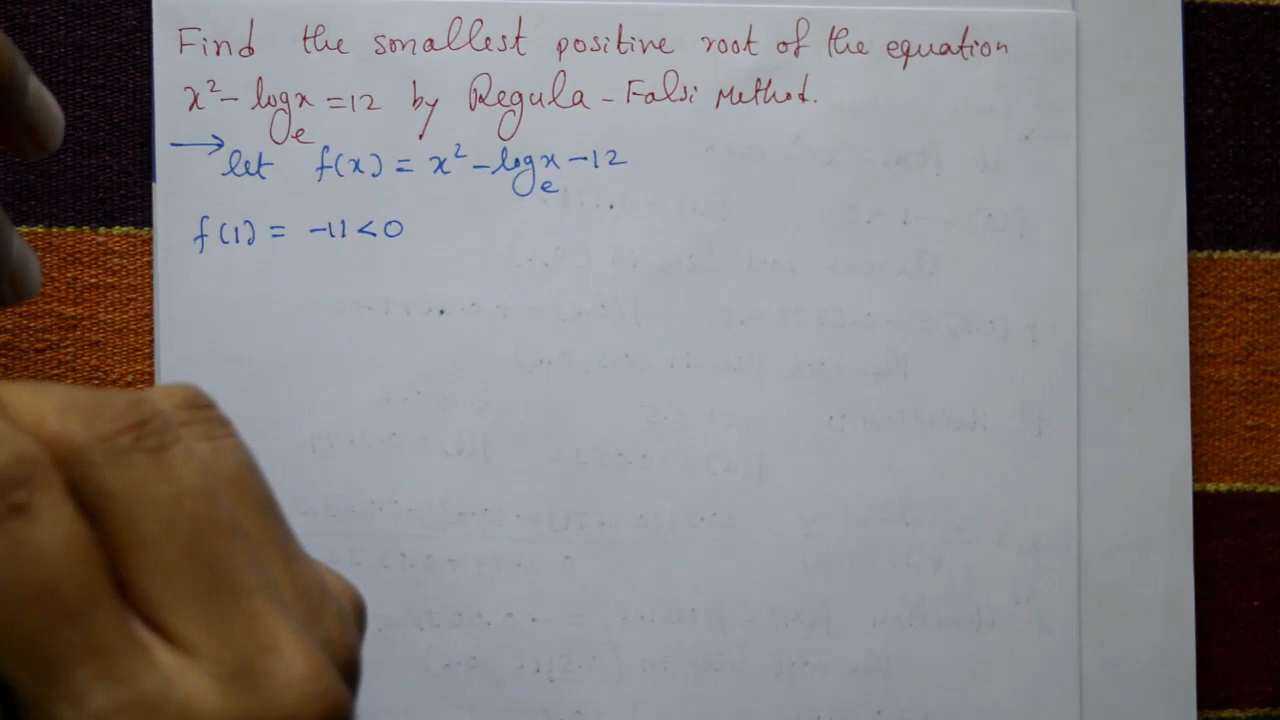 Find the smallest positive root of the equation
x² - logₑx = 12 by Regula - Falsi Method.
→ let f(x) = x² - logₑx - 12
f(1) = -11 < 0